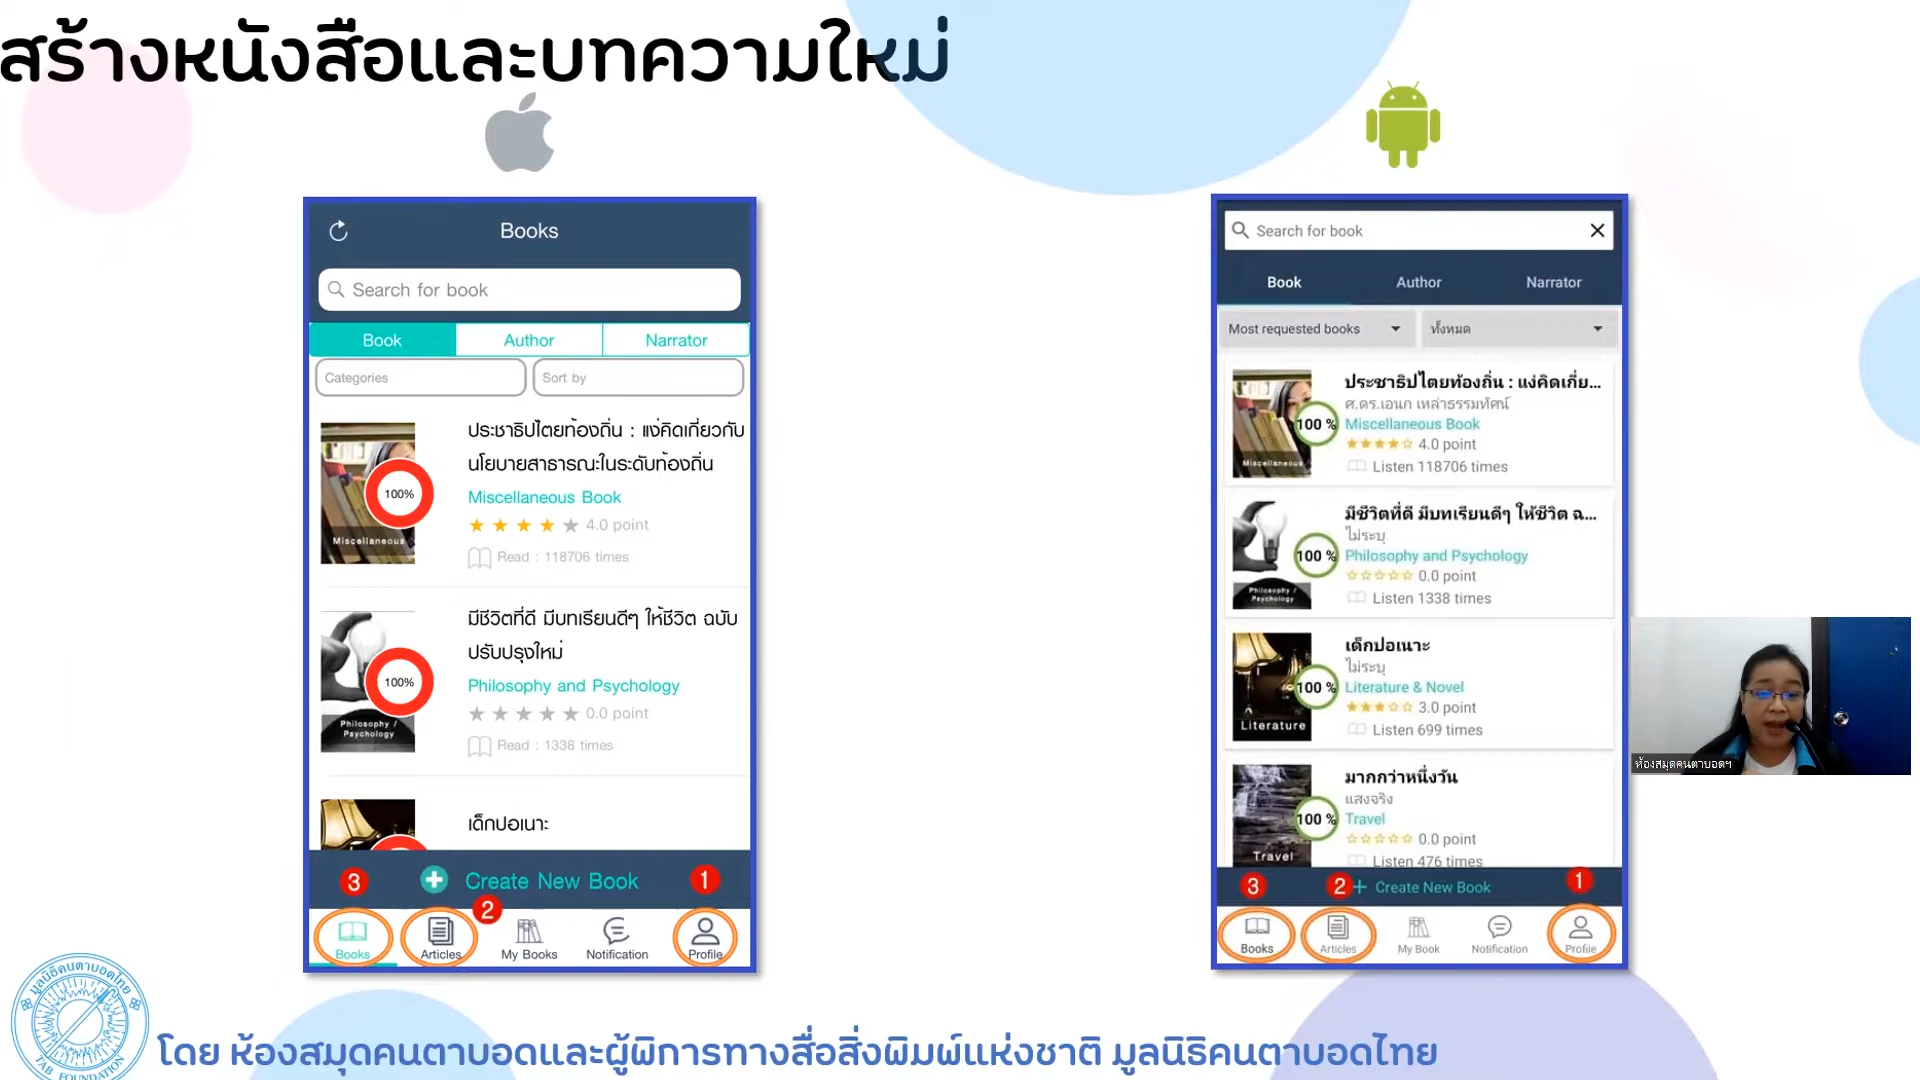 สร้างหนังสือและบทความใหม่
Books
Search for book
Book
Author
Narrator
Categories
Sort by
Miscellaneous
100%
ประชาธิปไตยท้องถิ่น : แง่คิดเกี่ยวกับ
นโยบายสาธารณะในระดับท้องถิ่น
Miscellaneous Book
4.0 point
Read : 118706 times
Philosophy /
Psychology
100%
มีชีวิตที่ดี มีบทเรียนดีๆ ให้ชีวิต ฉบับ
ปรับปรุงใหม่
Philosophy and Psychology
0.0 point
Read : 1338 times
เด็กปอเนาะ
3
Create New Book
1
2
Books
Articles
My Books
Notification
Profile
Search for book
Book
Author
Narrator
Most requested books
ทั้งหมด
Miscellaneous
100 %
ประชาธิปไตยท้องถิ่น : แง่คิดเกี่ย...
ศ.ดร.เอนก เหล่าธรรมทัศน์
Miscellaneous Book
4.0 point
Listen 118706 times
Philosophy /
Psychology
100 %
มีชีวิตที่ดี มีบทเรียนดีๆ ให้ชีวิต ฉ...
ไม่ระบุ
Philosophy and Psychology
0.0 point
Listen 1338 times
Literature
100 %
เด็กปอเนาะ
ไม่ระบุ
Literature & Novel
3.0 point
Listen 699 times
Travel
100 %
มากกว่าหนึ่งวัน
แสงจริง
Travel
0.0 point
Listen 476 times
3
2
Create New Book
1
Books
Articles
My Book
Notification
Profile
ห้องสมุดคนตาบอดฯ
มูลนิธิคนตาบอดไทย
TAB FOUNDATION
โดย ห้องสมุดคนตาบอดและผู้พิการทางสื่อสิ่งพิมพ์แห่งชาติ มูลนิธิคนตาบอดไทย